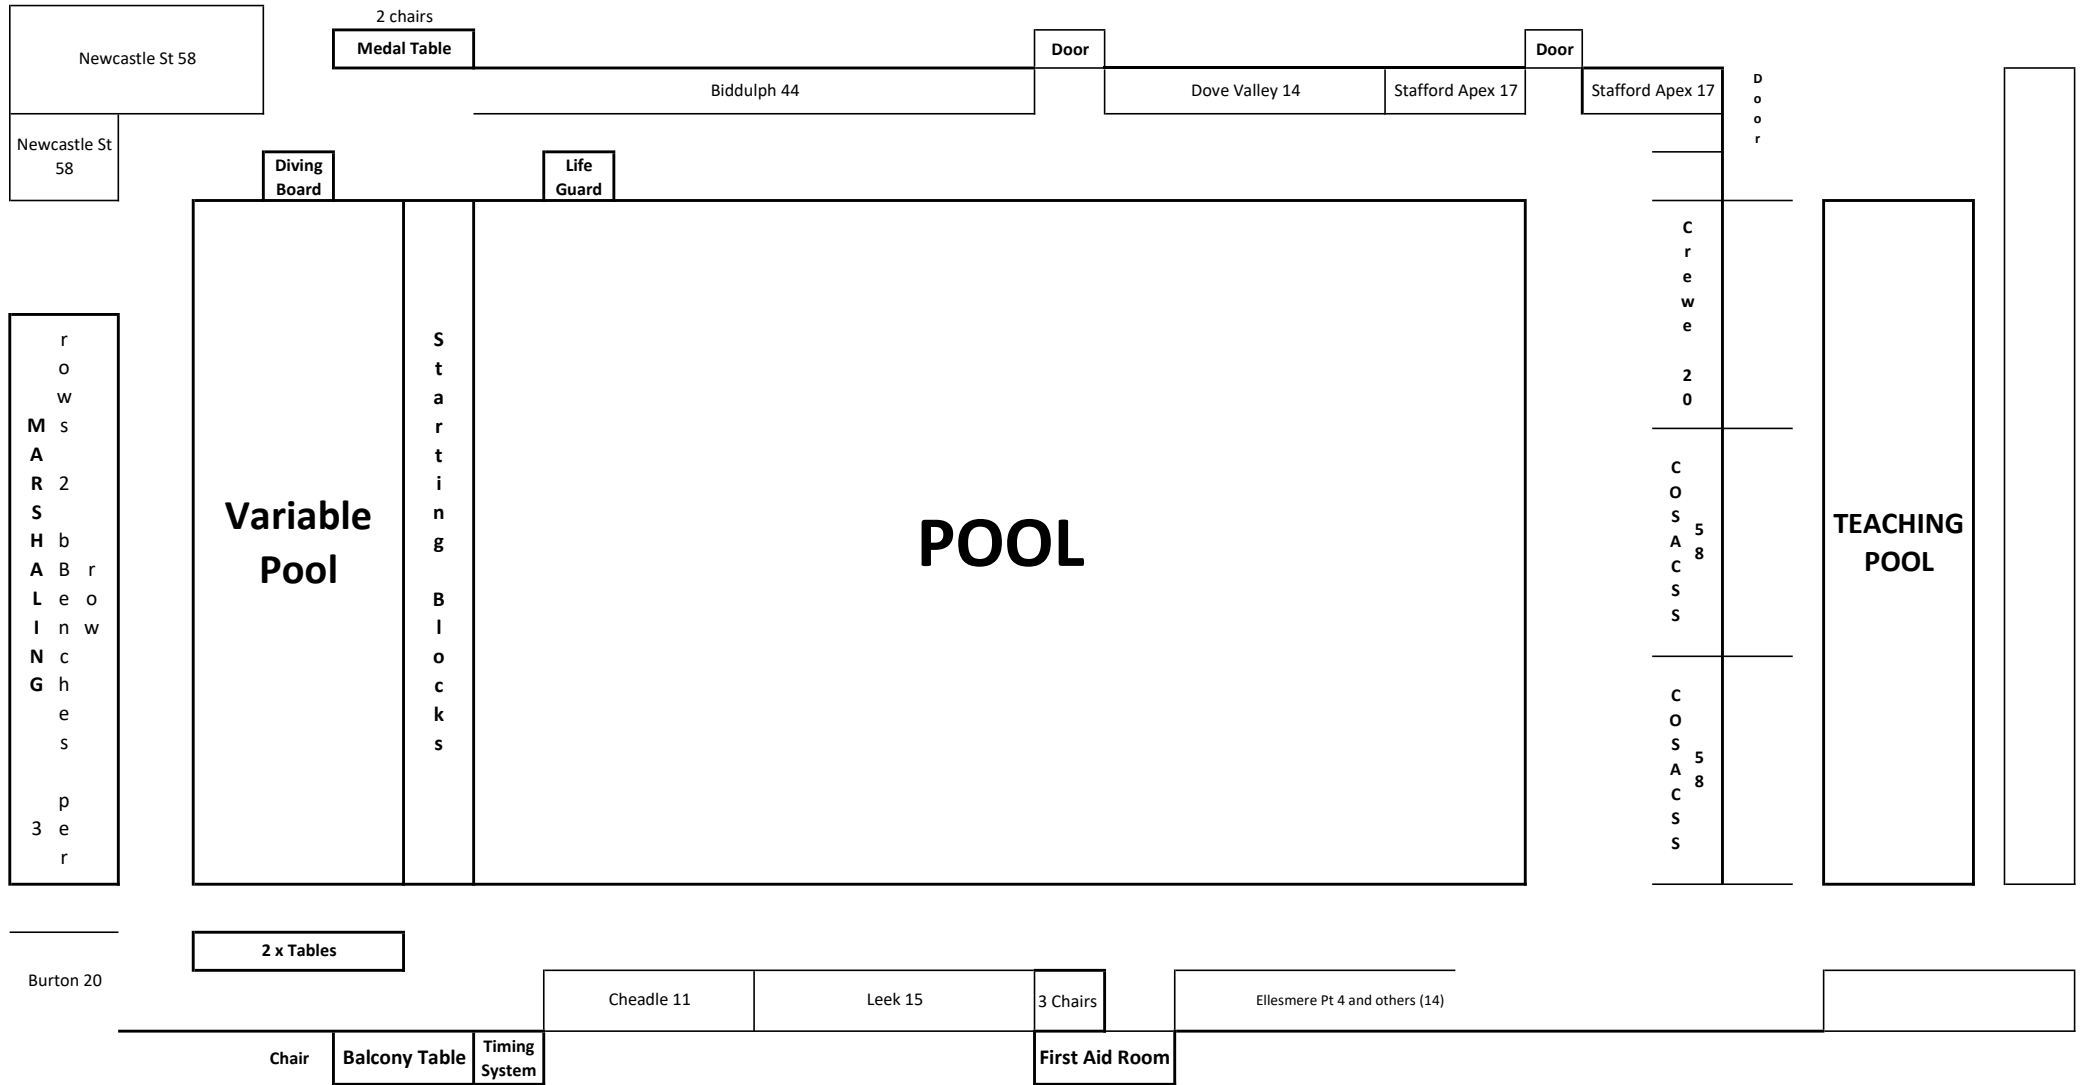 2 chairs
Newcastle St 58
Medal Table
Door
Door
Biddulph 44
Dove Valley 14
Stafford Apex 17
Stafford Apex 17
Door
Newcastle St
58
Diving
Board
Life
Guard
Crewe 20
MARSHALING 3
rows 2 bBenches per
row
Starting Blocks
Variable
Pool
POOL
COSACSS
58
TEACHING
POOL
COSACSS
58
2 x Tables
Burton 20
Cheadle 11
Leek 15
3 Chairs
Ellesmere Pt 4 and others (14)
Chair
Balcony Table
Timing
System
First Aid Room